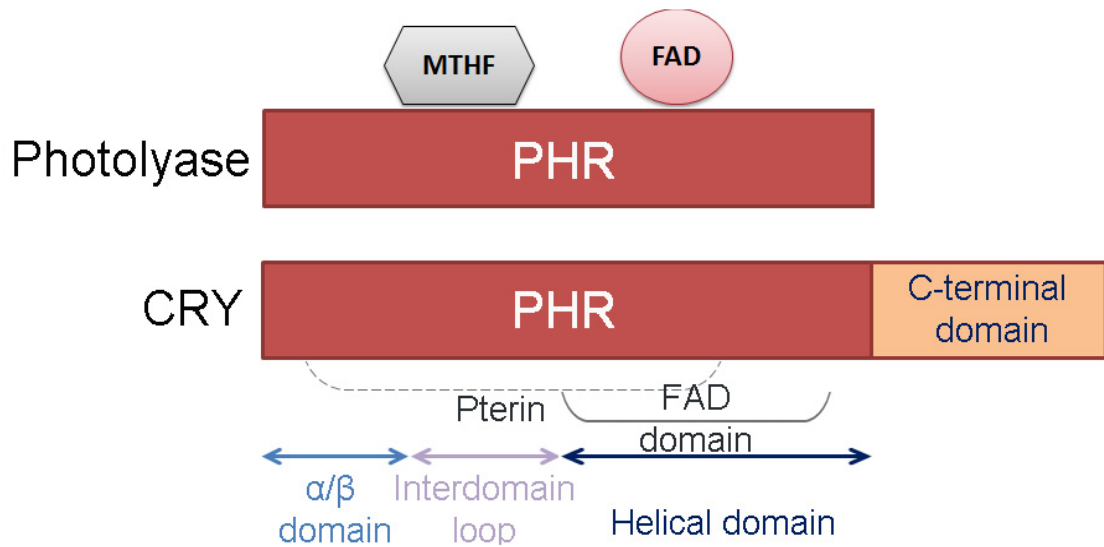 MTHF
FAD
Photolyase
PHR
CRY
PHR
C-terminal
domain
Pterin
FAD
domain
α/β
domain
Interdomain
loop
Helical domain